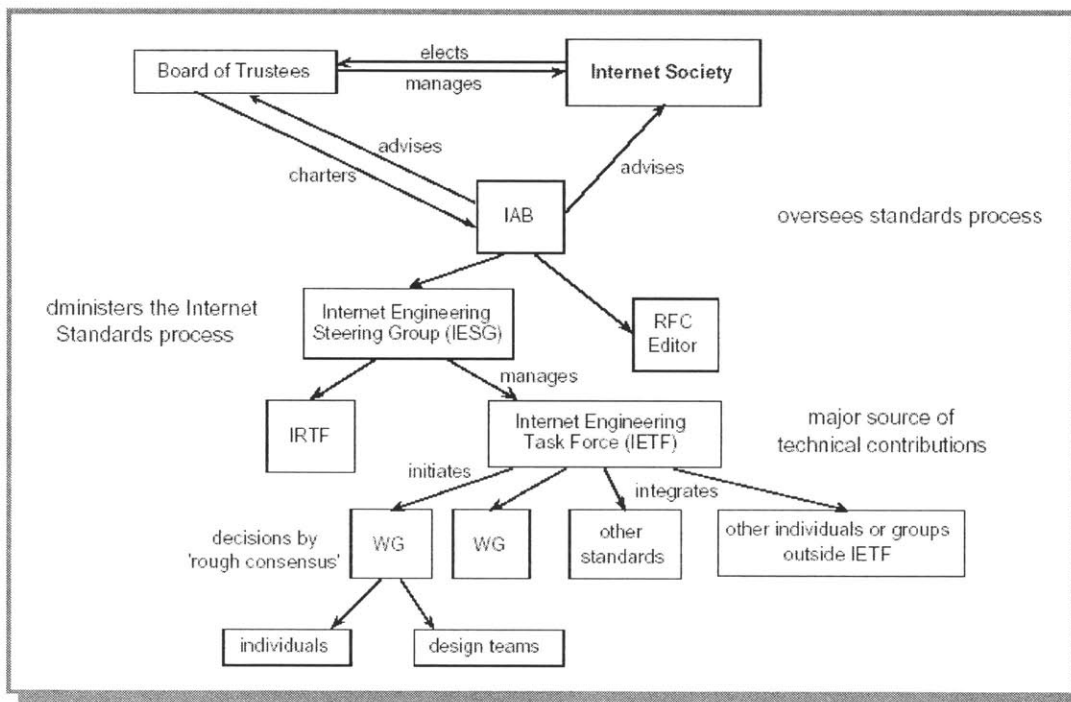 elects
Board of Trustees
Internet Society
manages
advises
charters
advises
IAB
oversees standards process
dministers the Internet
Standards process
Internet Engineering
Steering Group (IESG)
RFC
Editor
manages
IRTF
Internet Engineering
Task Force (IETF)
major source of
technical contributions
initiates
integrates
decisions by
'rough consensus'
WG
WG
other
standards
other individuals or groups
outside IETF
individuals
design teams